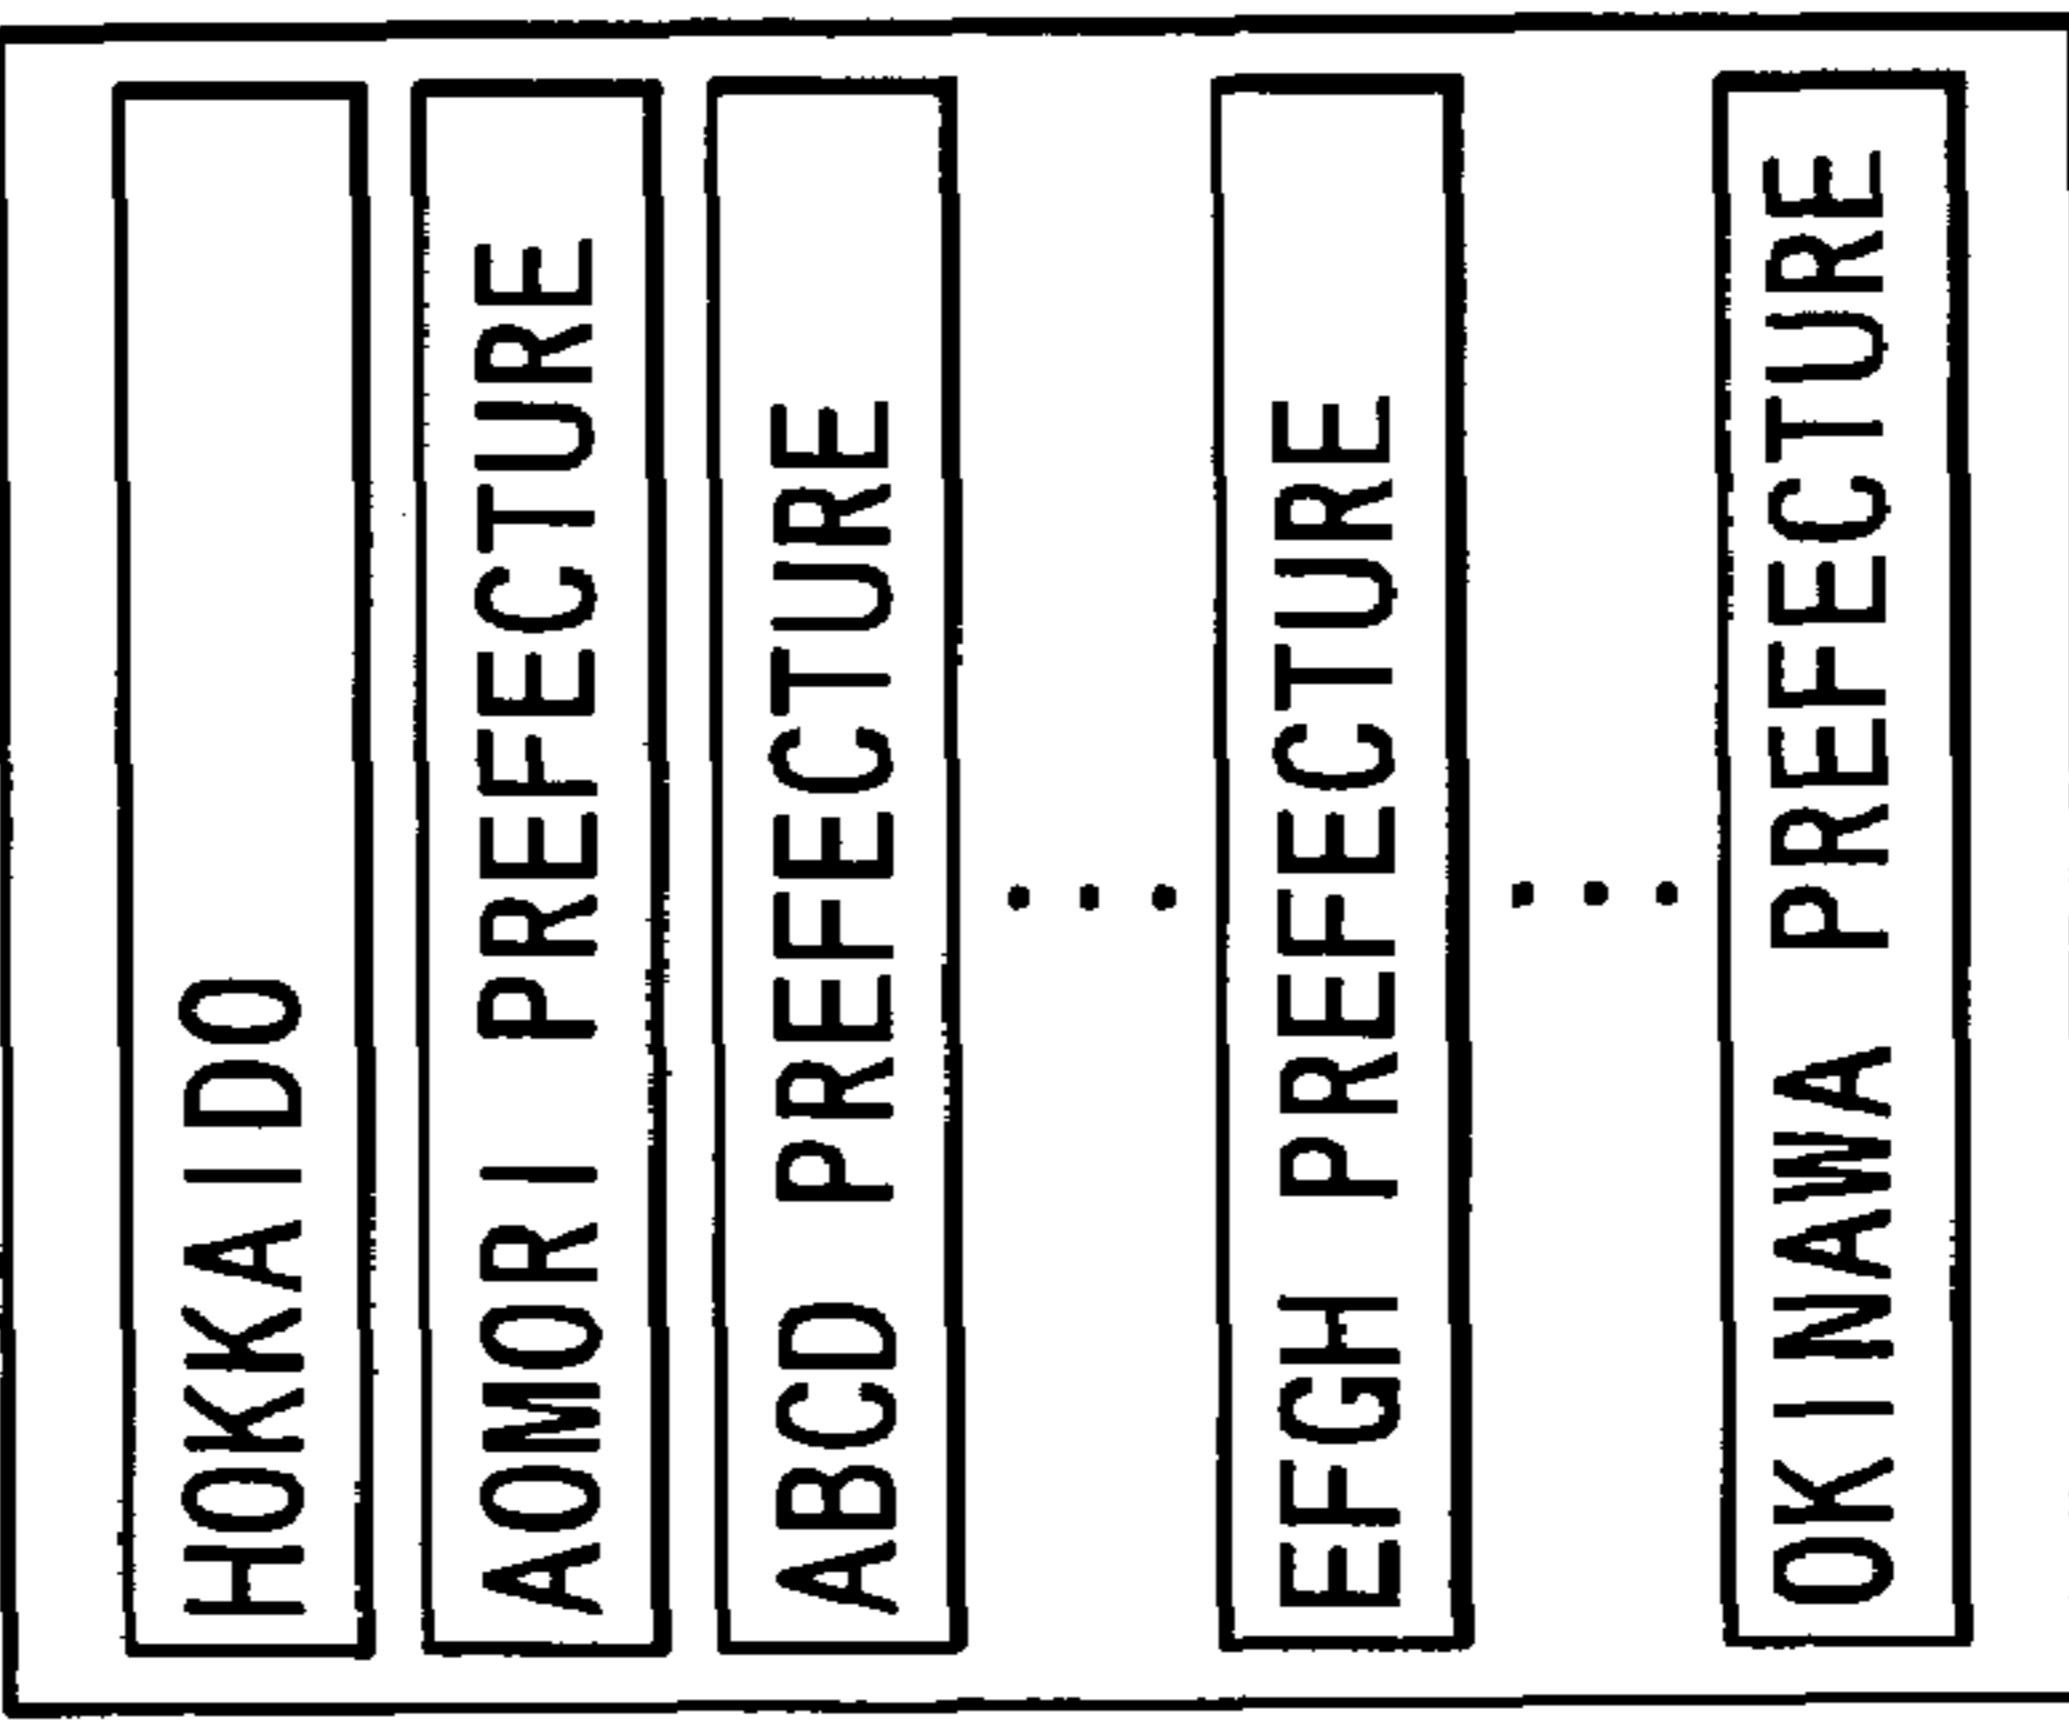 HOKKAIDO
AOMORI PREFECTURE
ABCD PREFECTURE
...
EFGH PREFECTURE
...
OKINAWA PREFECTURE